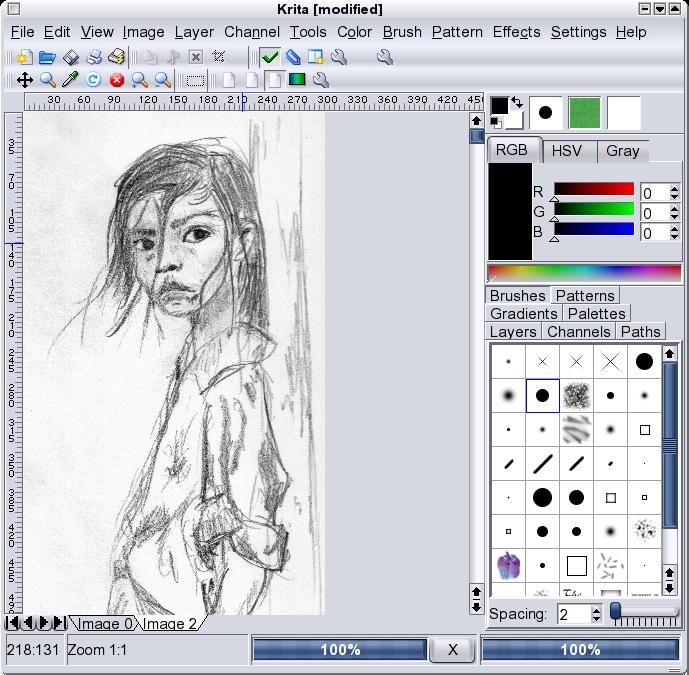 Krita [modified]
File Edit View Image Layer Channel Tools Color Brush Pattern Effects Settings Help
30 60 90 120 150 180 210 240 270 300 330 360 390 420 450
35
70
105
140
175
210
245
280
315
350
385
420
455
RGB HSV Gray
R 0
G 0
B 0
Brushes Patterns
Gradients Palettes
Layers Channels Paths
Spacing: 2
Image 0 Image 2
218:131 Zoom 1:1 100% X 100%